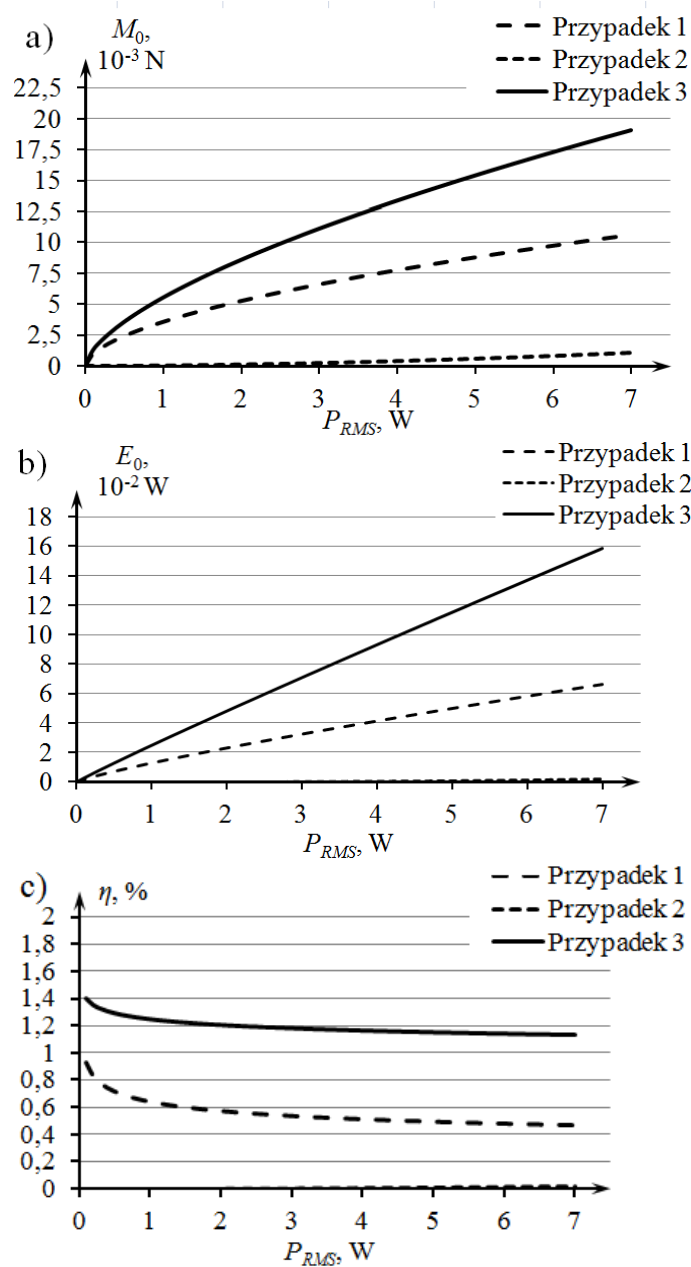 a)
M₀,
10⁻³ N
Przypadek 1
Przypadek 2
Przypadek 3
22,5
20
17,5
15
12,5
10
7,5
5
2,5
0
0 1 2 3 4 5 6 7
P_RMS, W
b)
E₀,
10⁻² W
Przypadek 1
Przypadek 2
Przypadek 3
18
16
14
12
10
8
6
4
2
0
0 1 2 3 4 5 6 7
P_RMS, W
c)
η, %
Przypadek 1
Przypadek 2
Przypadek 3
2
1,8
1,6
1,4
1,2
1
0,8
0,6
0,4
0,2
0
0 1 2 3 4 5 6 7
P_RMS, W